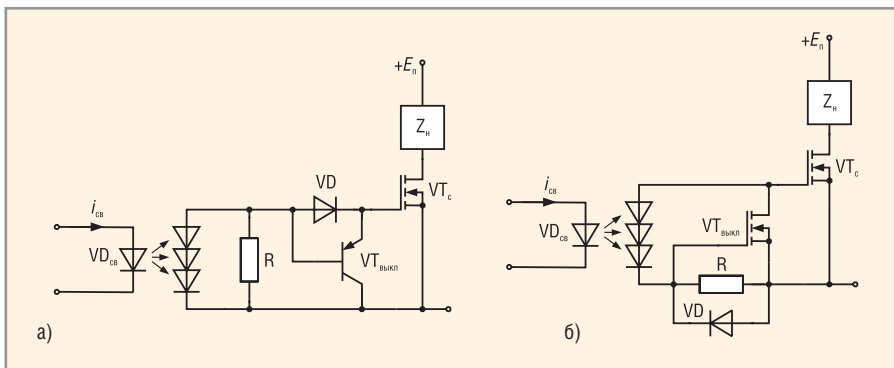 +Eп
Zн
VD
VTс
iсв
VDсв
R
VTвыкл
а)
+Eп
Zн
VTс
iсв
VTвыкл
VDсв
R
VD
б)